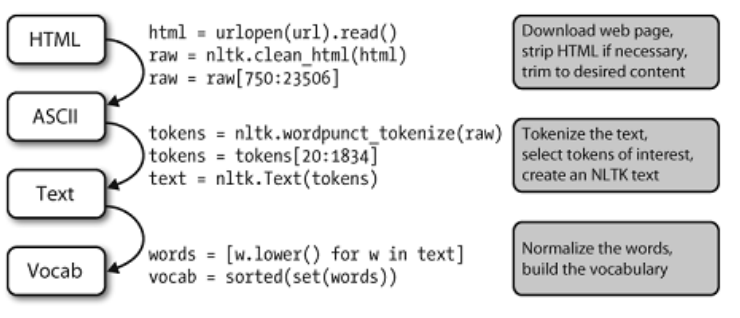 HTML
html = urlopen(url).read()
raw = nltk.clean_html(html)
raw = raw[750:23506]
Download web page,
strip HTML if necessary,
trim to desired content
ASCII
tokens = nltk.wordpunct_tokenize(raw)
tokens = tokens[20:1834]
text = nltk.Text(tokens)
Tokenize the text,
select tokens of interest,
create an NLTK text
Text
words = [w.lower() for w in text]
vocab = sorted(set(words))
Normalize the words,
build the vocabulary
Vocab